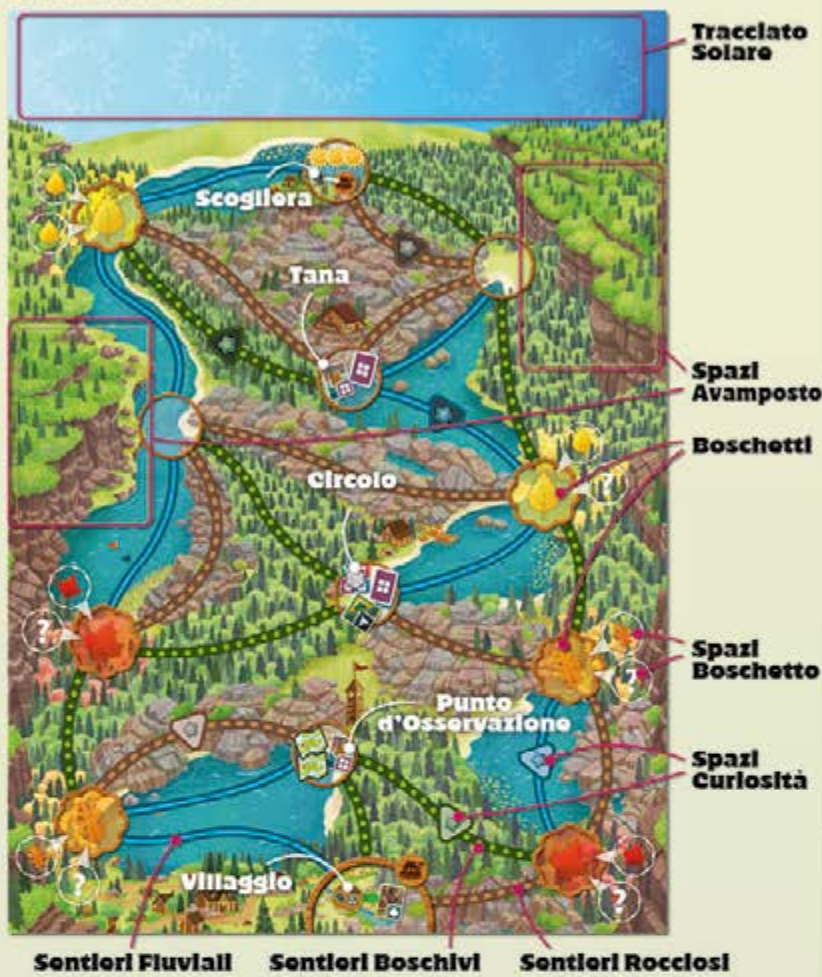 Tracciato
Solare
Scogliera
Tana
Spazi
Avamposto
Boschetti
Circolo
?
?
Spazi
Boschetto
?
Punto
d'Osservazione
Spazi
Curiosità
?
Villaggio
4
?
Sentieri Fluviali
Sentieri Boschivi
Sentieri Rocciosi